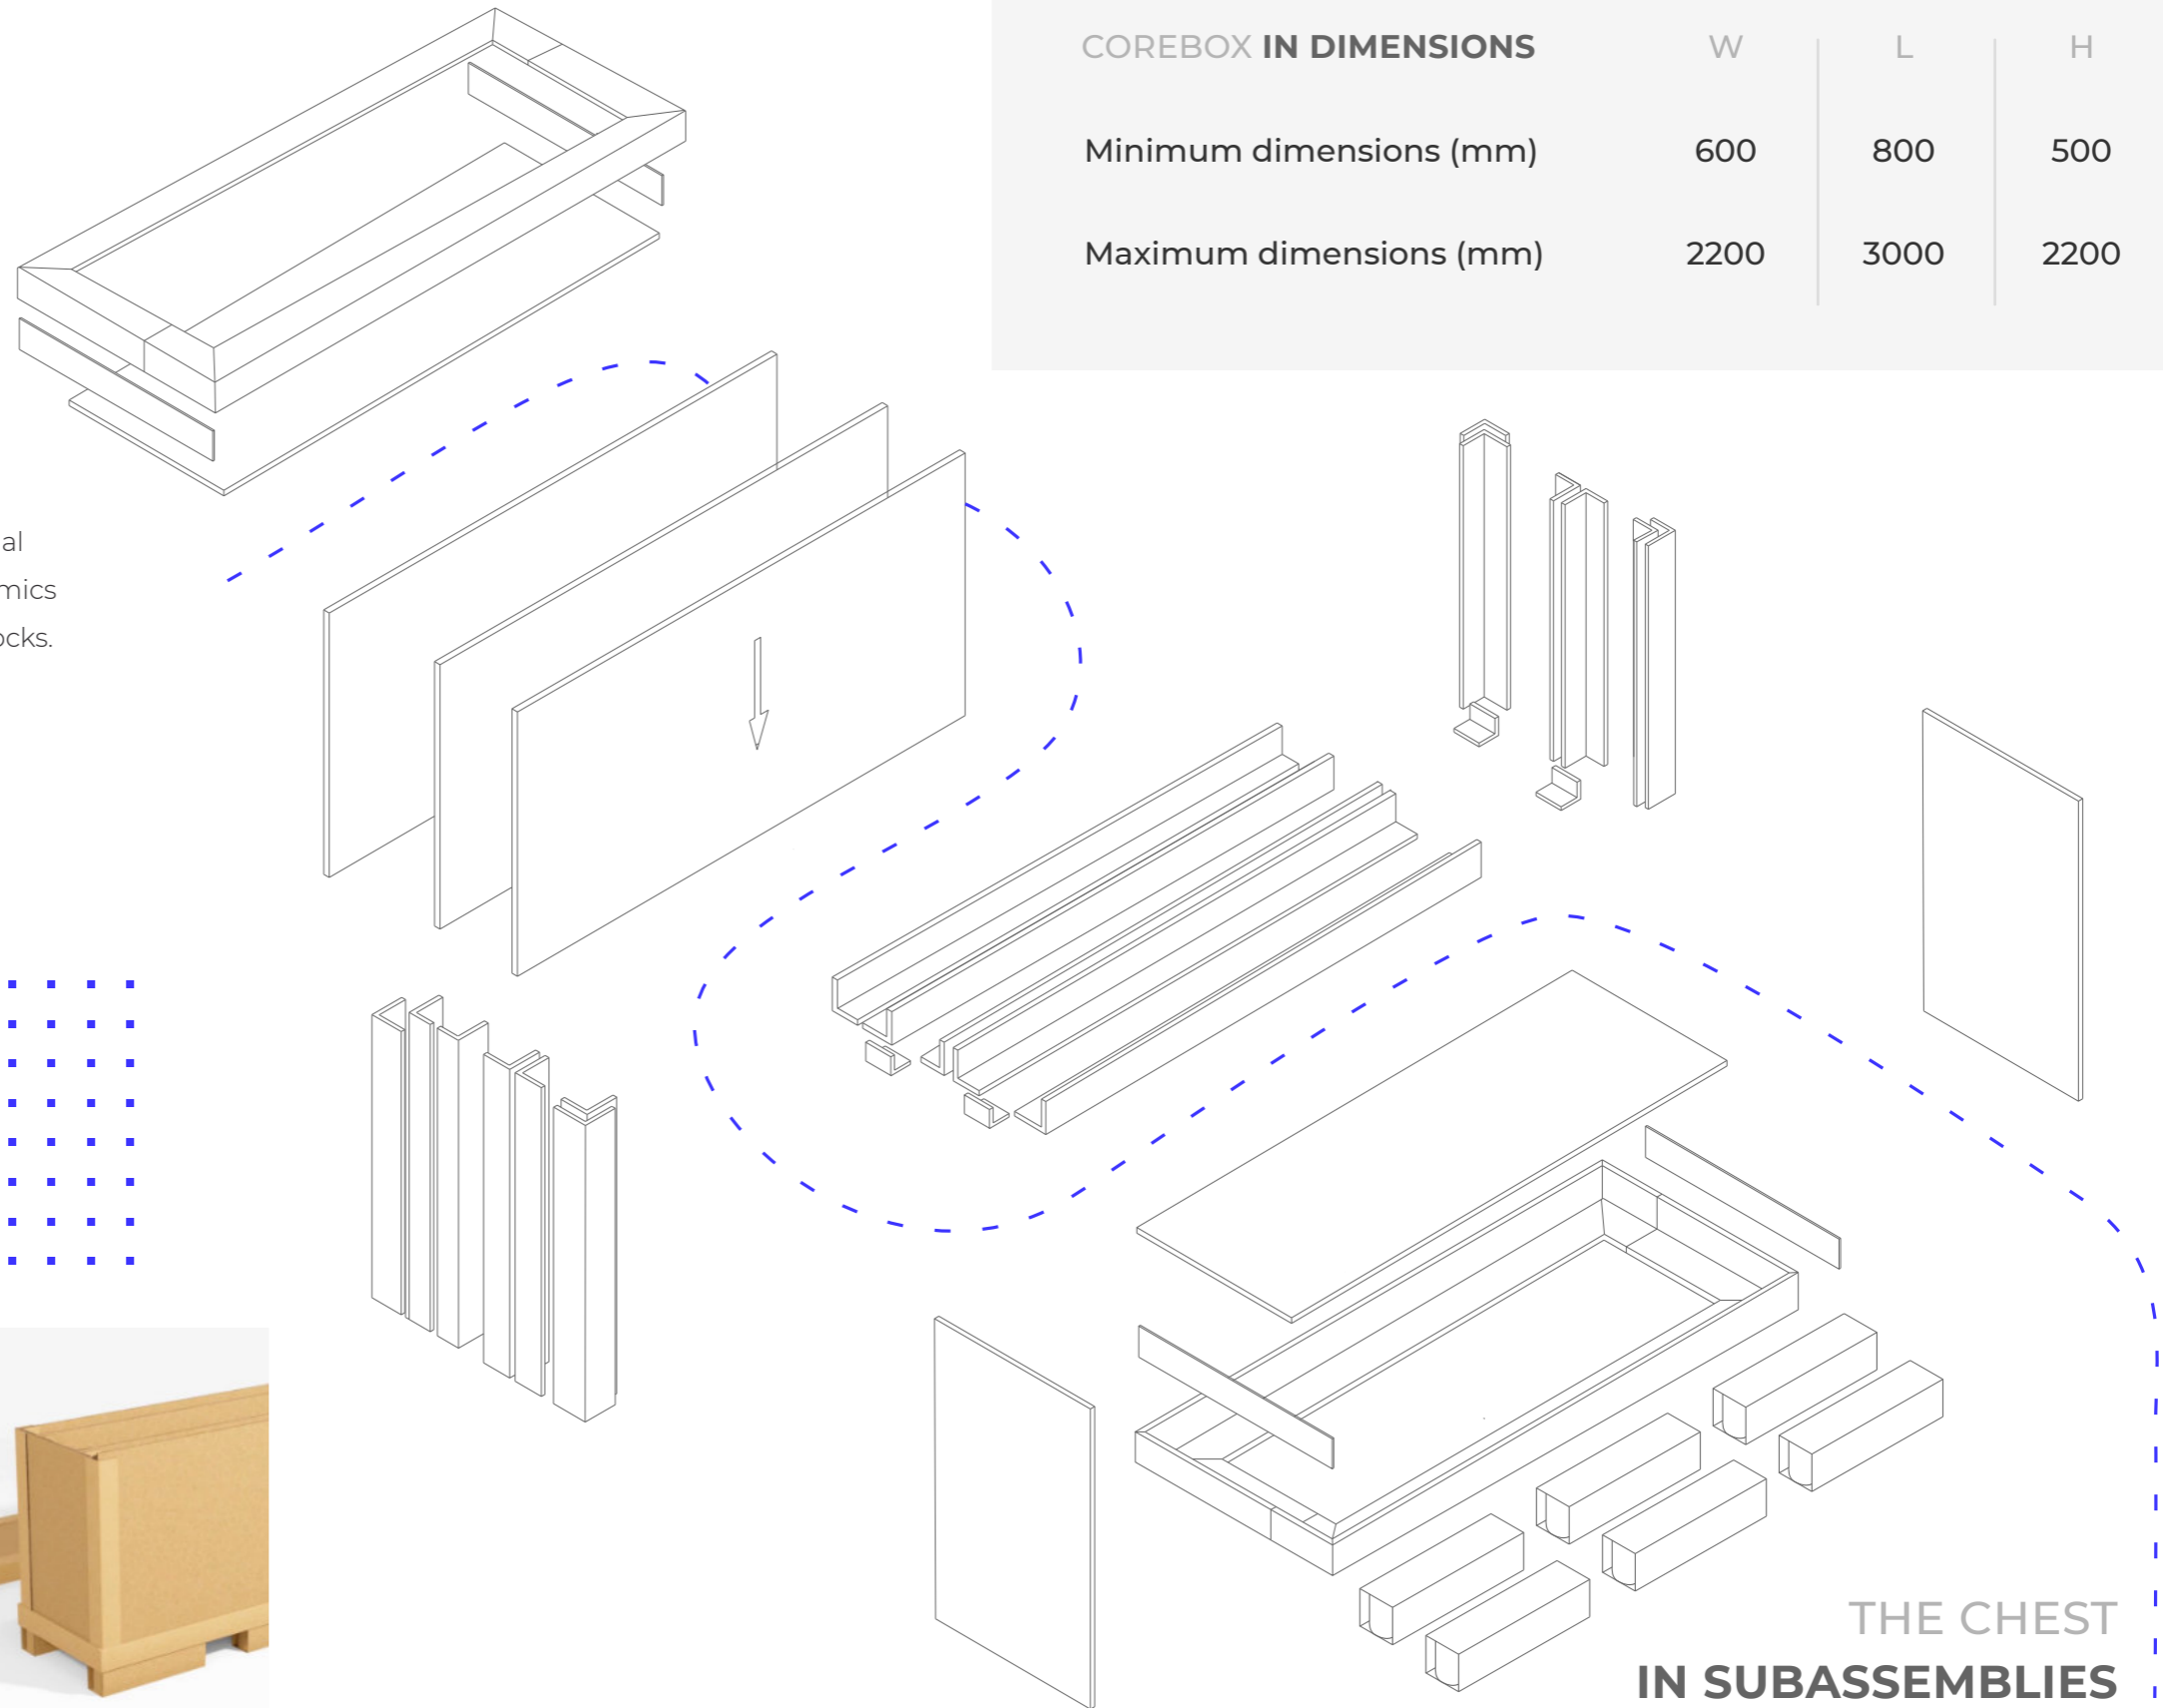 COREBOX IN DIMENSIONS W L H
Minimum dimensions (mm) 600 800 500
Maximum dimensions (mm) 2200 3000 2200
al
mics
ocks.
THE CHEST
IN SUBASSEMBLIES